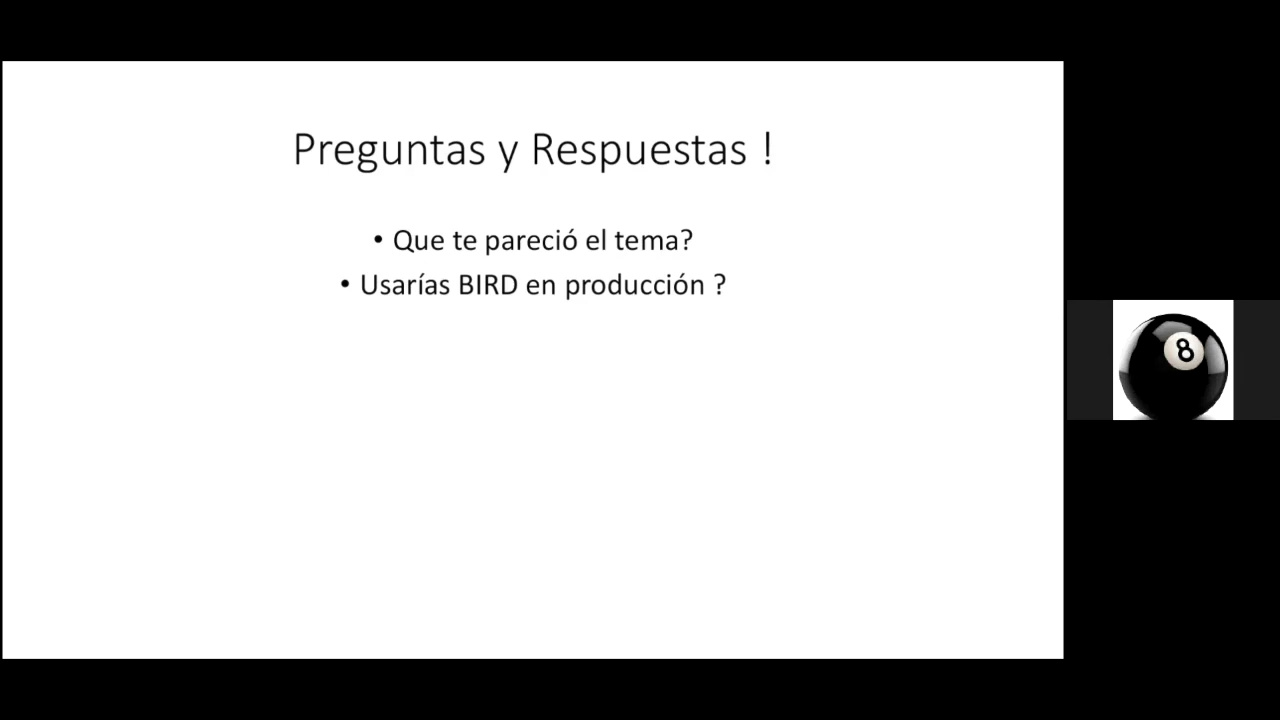 Preguntas y Respuestas !
• Que te pareció el tema?
• Usarías BIRD en producción ?
8